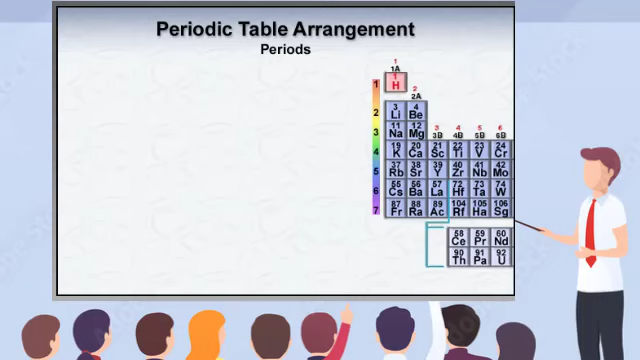 Periodic Table Arrangement
Periods
1
1A
1 1
H
2
2A
3 4
2 Li Be
11 12 3 4 5 6
3 Na Mg 3B 4B 5B 6B
19 20 21 22 23 24
4 K Ca Sc Ti V Cr
37 38 39 40 41 42
5 Rb Sr Y Zr Nb Mo
55 56 57 72 73 74
6 Cs Ba La Hf Ta W
87 88 89 104 105 106
7 Fr Ra Ac Rf Ha Sg
58 59 60
Ce Pr Nd
90 91 92
Th Pa U